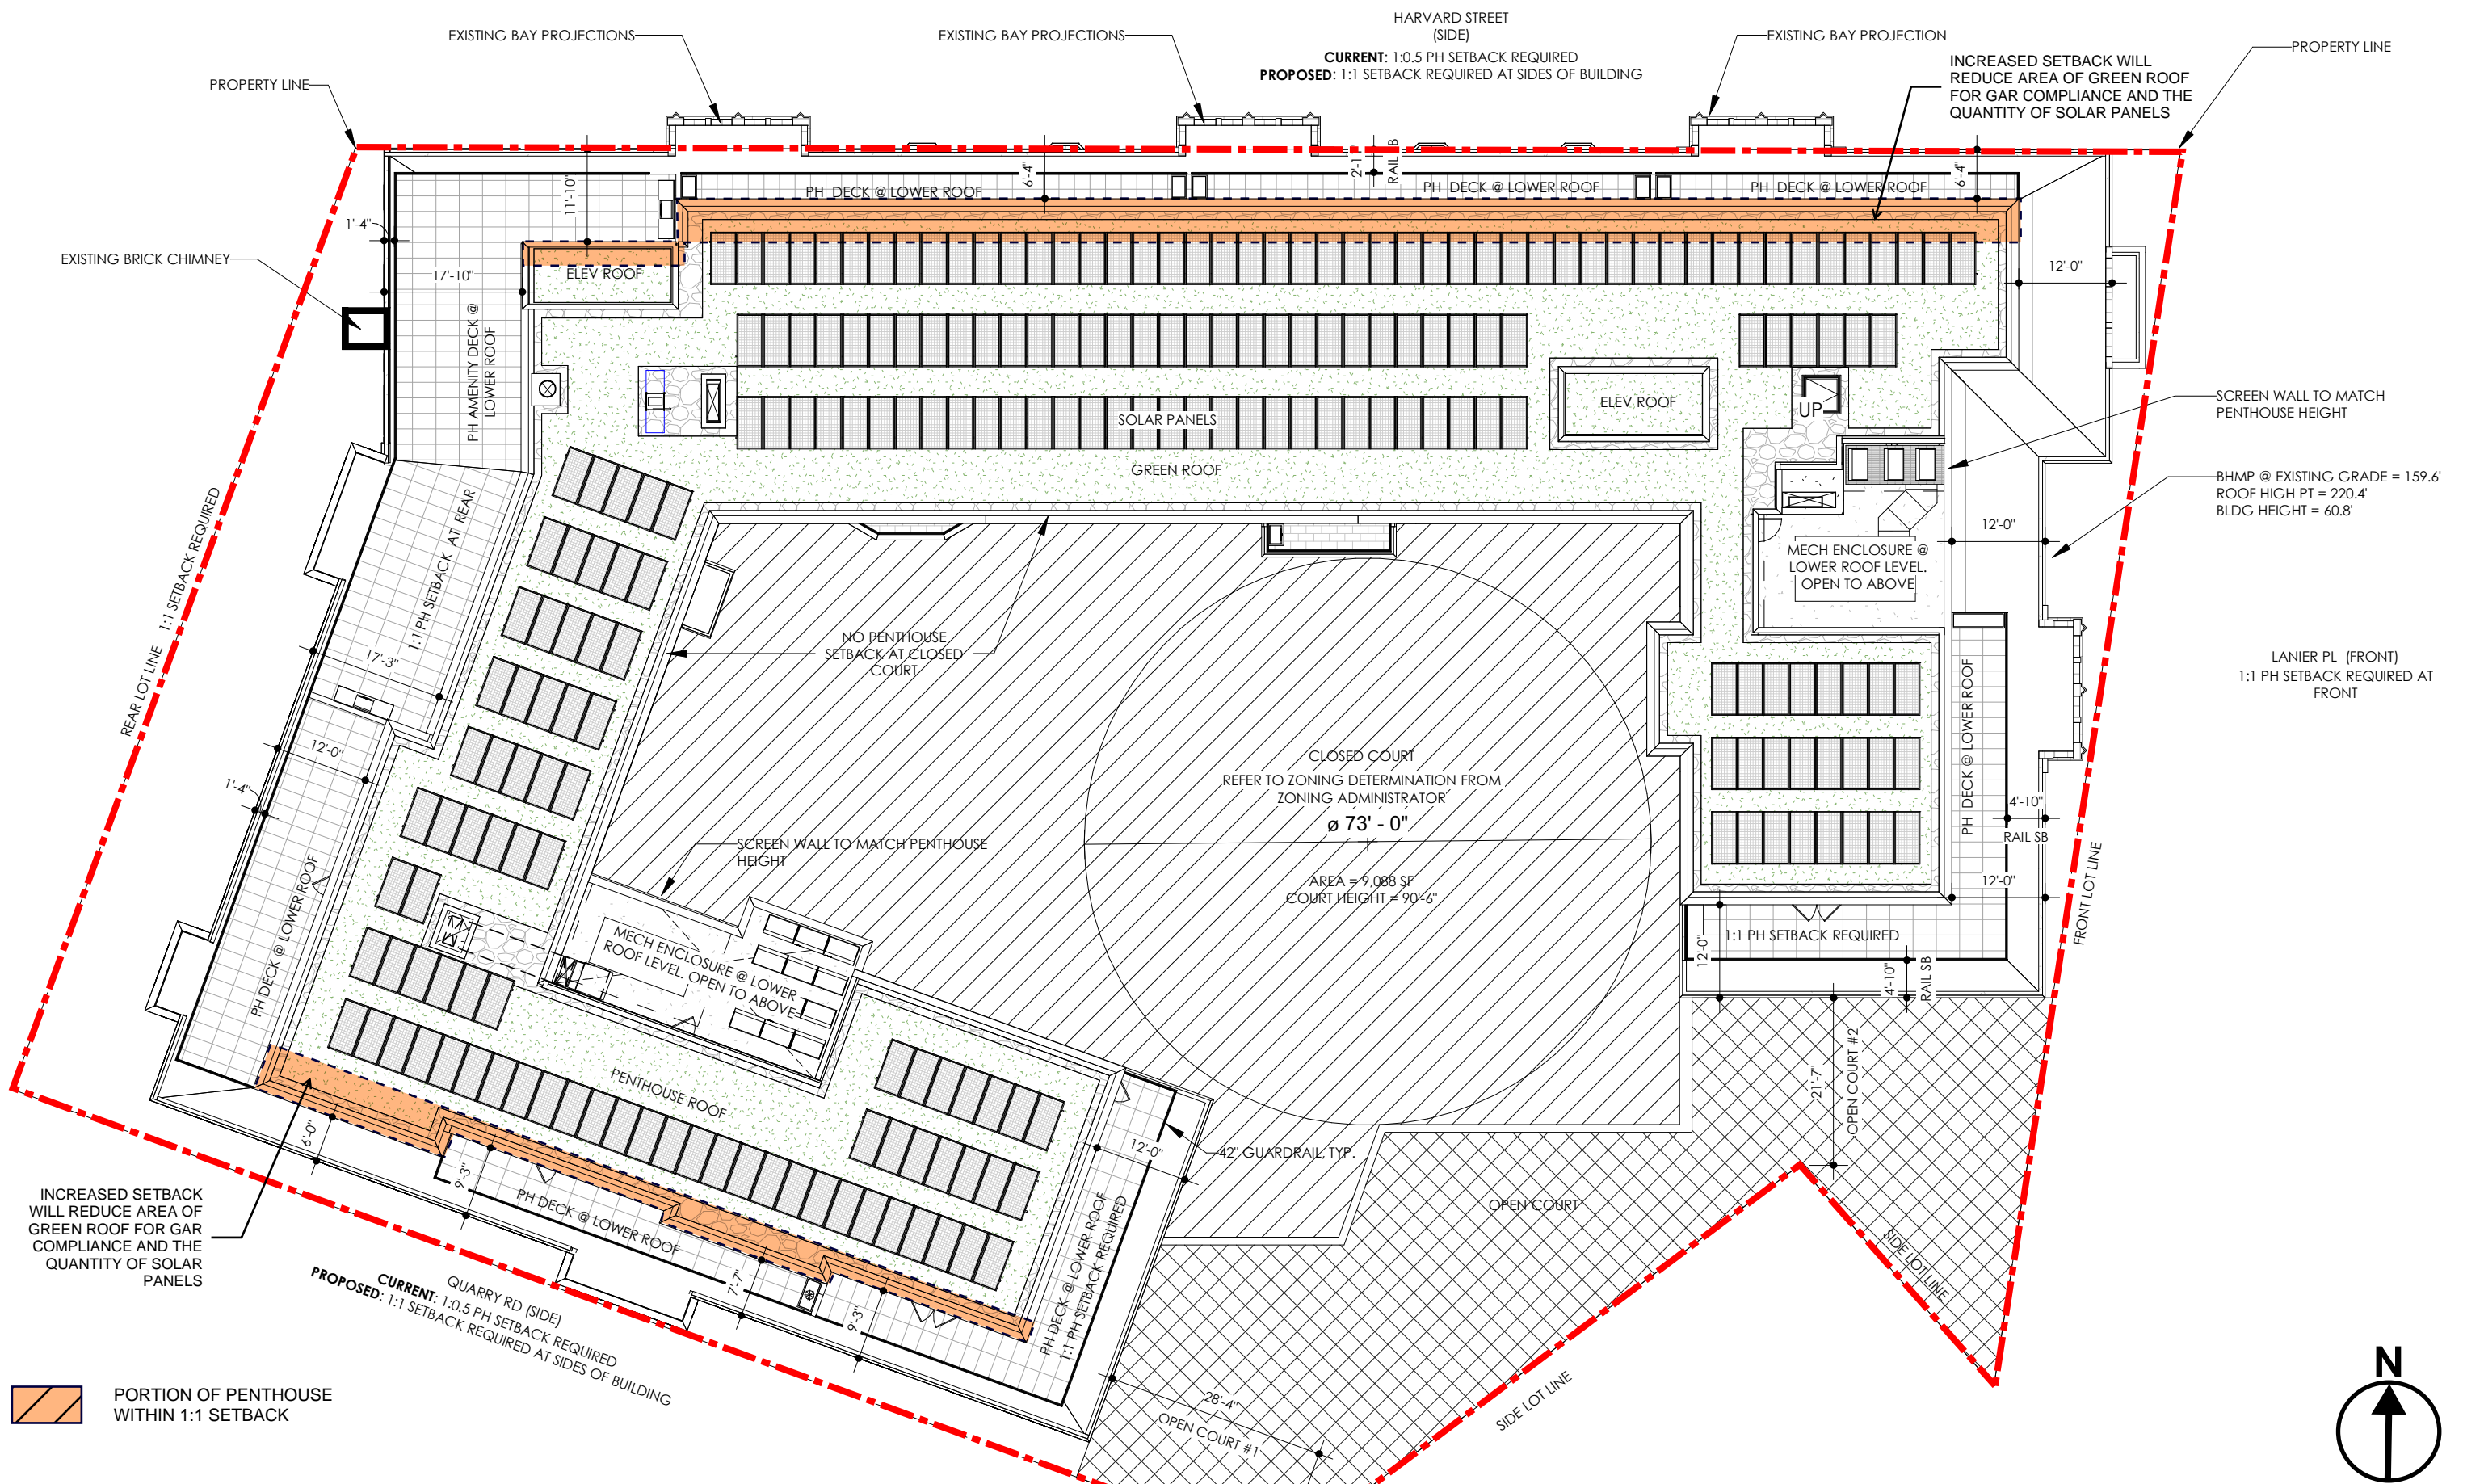 HARVARD STREET
(SIDE)
CURRENT: 1:0.5 PH SETBACK REQUIRED
PROPOSED: 1:1 SETBACK REQUIRED AT SIDES OF BUILDING
EXISTING BAY PROJECTIONS
EXISTING BAY PROJECTIONS
EXISTING BAY PROJECTION
PROPERTY LINE
PROPERTY LINE
INCREASED SETBACK WILL
REDUCE AREA OF GREEN ROOF
FOR GAR COMPLIANCE AND THE
QUANTITY OF SOLAR PANELS
11'-10"
6'-4"
RAIL SB
6'-4"
PH DECK @ LOWER ROOF
PH DECK @ LOWER ROOF
PH DECK @ LOWER ROOF
1'-4"
EXISTING BRICK CHIMNEY
17'-10"
ELEV ROOF
12'-0"
PH AMENITY DECK @
LOWER ROOF
SOLAR PANELS
ELEV ROOF
UP
GREEN ROOF
SCREEN WALL TO MATCH
PENTHOUSE HEIGHT
BHMP @ EXISTING GRADE = 159.6'
ROOF HIGH PT = 220.4'
BLDG HEIGHT = 60.8'
12'-0"
MECH ENCLOSURE @
LOWER ROOF LEVEL.
OPEN TO ABOVE
REAR LOT LINE 1:1 SETBACK REQUIRED
1:1 PH SETBACK AT REAR
17'-3"
NO PENTHOUSE
SETBACK AT CLOSED
COURT
LANIER PL (FRONT)
1:1 PH SETBACK REQUIRED AT
FRONT
12'-0"
1'-4"
PH DECK @ LOWER ROOF
CLOSED COURT
REFER TO ZONING DETERMINATION FROM
ZONING ADMINISTRATOR
ø 73' - 0"
AREA = 9,088 SF
COURT HEIGHT = 90'-6"
PH DECK @ LOWER ROOF
4'-10"
RAIL SB
12'-0"
FRONT LOT LINE
SCREEN WALL TO MATCH PENTHOUSE
HEIGHT
MECH ENCLOSURE @ LOWER
ROOF LEVEL. OPEN TO ABOVE
1:1 PH SETBACK REQUIRED
12'-0"
4'-10"
RAIL SB
21'-7"
OPEN COURT #2
PENTHOUSE ROOF
12'-0"
42" GUARDRAIL, TYP.
6'-0"
9'-3"
PH DECK @ LOWER ROOF
7'-7"
9'-3"
PH DECK @ LOWER ROOF
1:1 PH SETBACK REQUIRED
OPEN COURT
SIDE LOT LINE
INCREASED SETBACK
WILL REDUCE AREA OF
GREEN ROOF FOR GAR
COMPLIANCE AND THE
QUANTITY OF SOLAR
PANELS
QUARRY RD (SIDE)
CURRENT: 1:0.5 PH SETBACK REQUIRED
PROPOSED: 1:1 SETBACK REQUIRED AT SIDES OF BUILDING
28'-4"
OPEN COURT #1
SIDE LOT LINE
PORTION OF PENTHOUSE
WITHIN 1:1 SETBACK
N